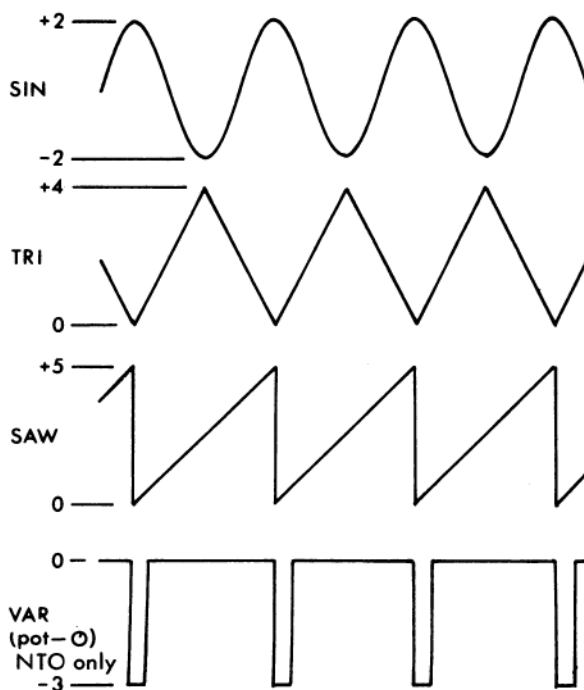 +2
SIN
−2
+4
TRI
0
+5
SAW
0
0
VAR
(pot—⏲)
NTO only
−3